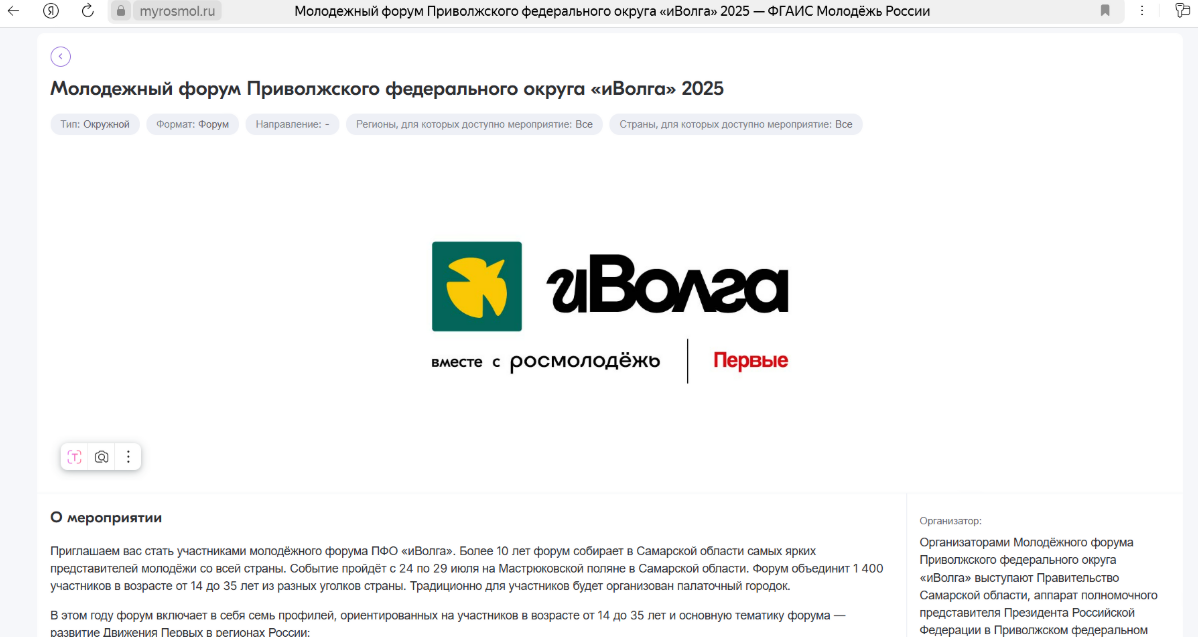 Я
myrosmol.ru
Молодежный форум Приволжского федерального округа «иВолга» 2025 — ФГАИС Молодёжь России
Молодежный форум Приволжского федерального округа «иВолга» 2025
Тип: Окружной
Формат: Форум
Направление: -
Регионы, для которых доступно мероприятие: Все
Страны, для которых доступно мероприятие: Все
иВолга
вместе с росмолодёжь
Первые
T
О мероприятии
Приглашаем вас стать участниками молодёжного форума ПФО «иВолга». Более 10 лет форум собирает в Самарской области самых ярких
представителей молодёжи со всей страны. Событие пройдёт с 24 по 29 июля на Мастрюковской поляне в Самарской области. Форум объединит 1 400
участников в возрасте от 14 до 35 лет из разных уголков страны. Традиционно для участников будет организован палаточный городок.
В этом году форум включает в себя семь профилей, ориентированных на участников в возрасте от 14 до 35 лет и основную тематику форума —
развитие Движения Первых в регионах России:
Организатор:
Организаторами Молодёжного форума
Приволжского федерального округа
«иВолга» выступают Правительство
Самарской области, аппарат полномочного
представителя Президента Российской
Федерации в Приволжском федеральном